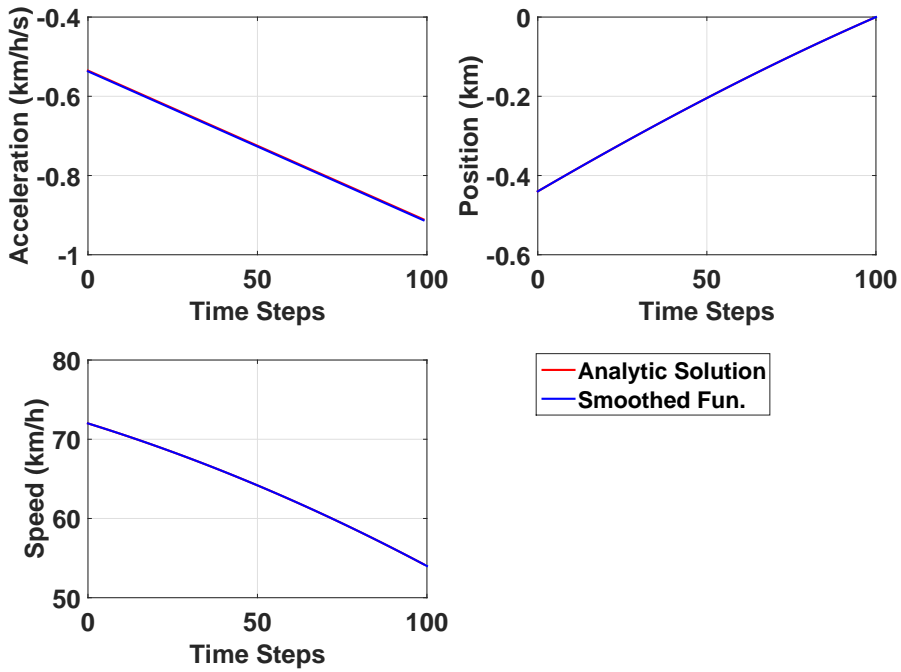 -0.4
-0.6
-0.8
-1
Acceleration (km/h/s)
0 50 100
Time Steps
0
-0.2
-0.4
-0.6
Position (km)
0 50 100
Time Steps
80
70
60
50
Speed (km/h)
0 50 100
Time Steps
Analytic Solution
Smoothed Fun.